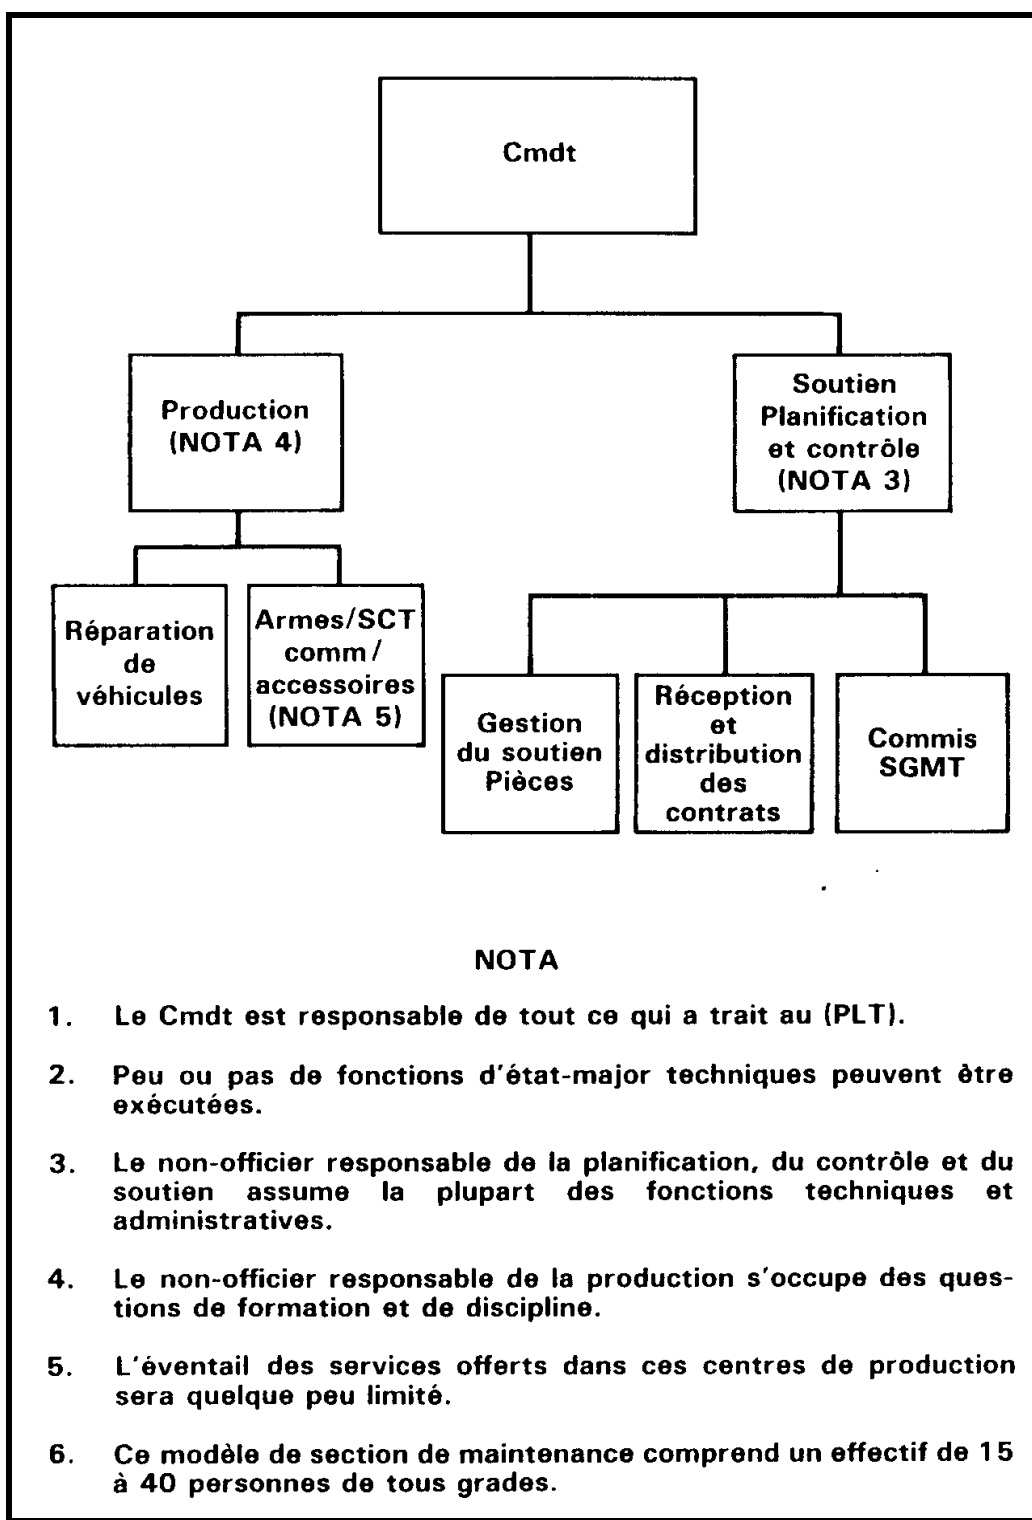 Cmdt
Production
(NOTA 4)
Soutien
Planification
et contrôle
(NOTA 3)
Réparation
de
véhicules
Armes/SCT
comm/
accessoires
(NOTA 5)
Gestion
du soutien
Pièces
Réception
et
distribution
des
contrats
Commis
SGMT
NOTA
1. Le Cmdt est responsable de tout ce qui a trait au (PLT).
2. Peu ou pas de fonctions d'état-major techniques peuvent être
exécutées.
3. Le non-officier responsable de la planification, du contrôle et du
soutien assume la plupart des fonctions techniques et
administratives.
4. Le non-officier responsable de la production s'occupe des ques-
tions de formation et de discipline.
5. L'éventail des services offerts dans ces centres de production
sera quelque peu limité.
6. Ce modèle de section de maintenance comprend un effectif de 15
à 40 personnes de tous grades.